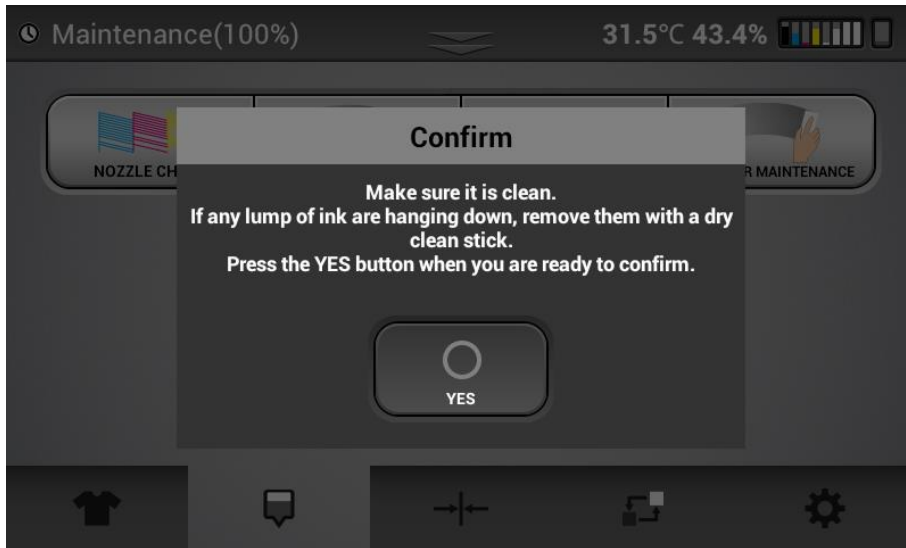 Maintenance(100%)
31.5°C 43.4%
Confirm
NOZZLE CH
R MAINTENANCE
Make sure it is clean.
If any lump of ink are hanging down, remove them with a dry
clean stick.
Press the YES button when you are ready to confirm.
YES